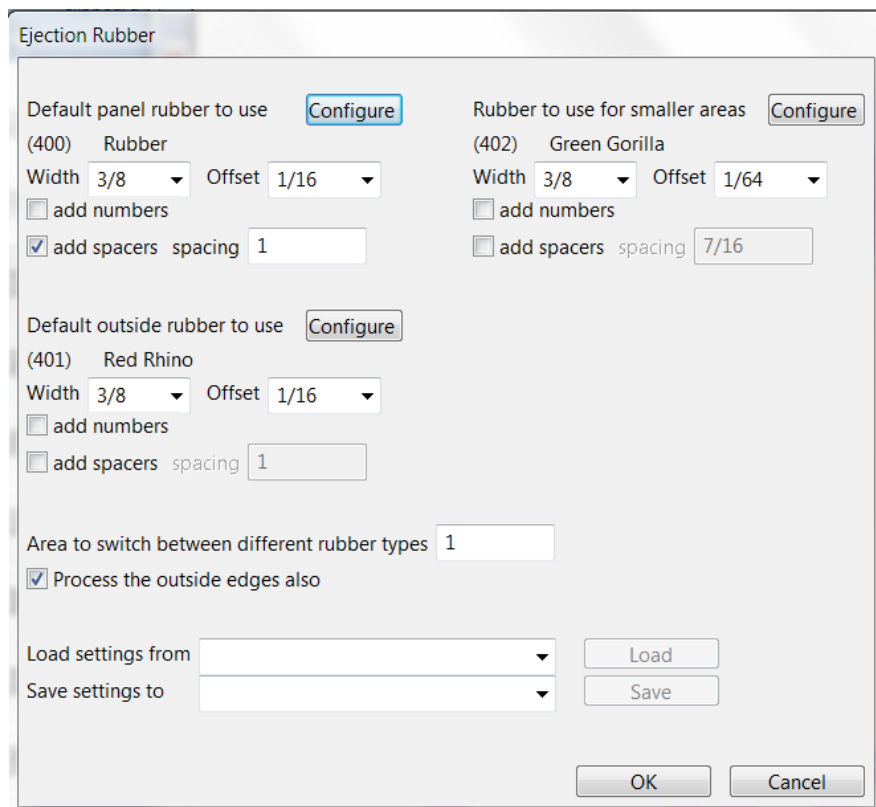 Ejection Rubber
Default panel rubber to use Configure
(400) Rubber
Width 3/8 Offset 1/16
add numbers
add spacers spacing 1
Rubber to use for smaller areas Configure
(402) Green Gorilla
Width 3/8 Offset 1/64
add numbers
add spacers spacing 7/16
Default outside rubber to use Configure
(401) Red Rhino
Width 3/8 Offset 1/16
add numbers
add spacers spacing 1
Area to switch between different rubber types 1
Process the outside edges also
Load settings from Load
Save settings to Save
OK Cancel